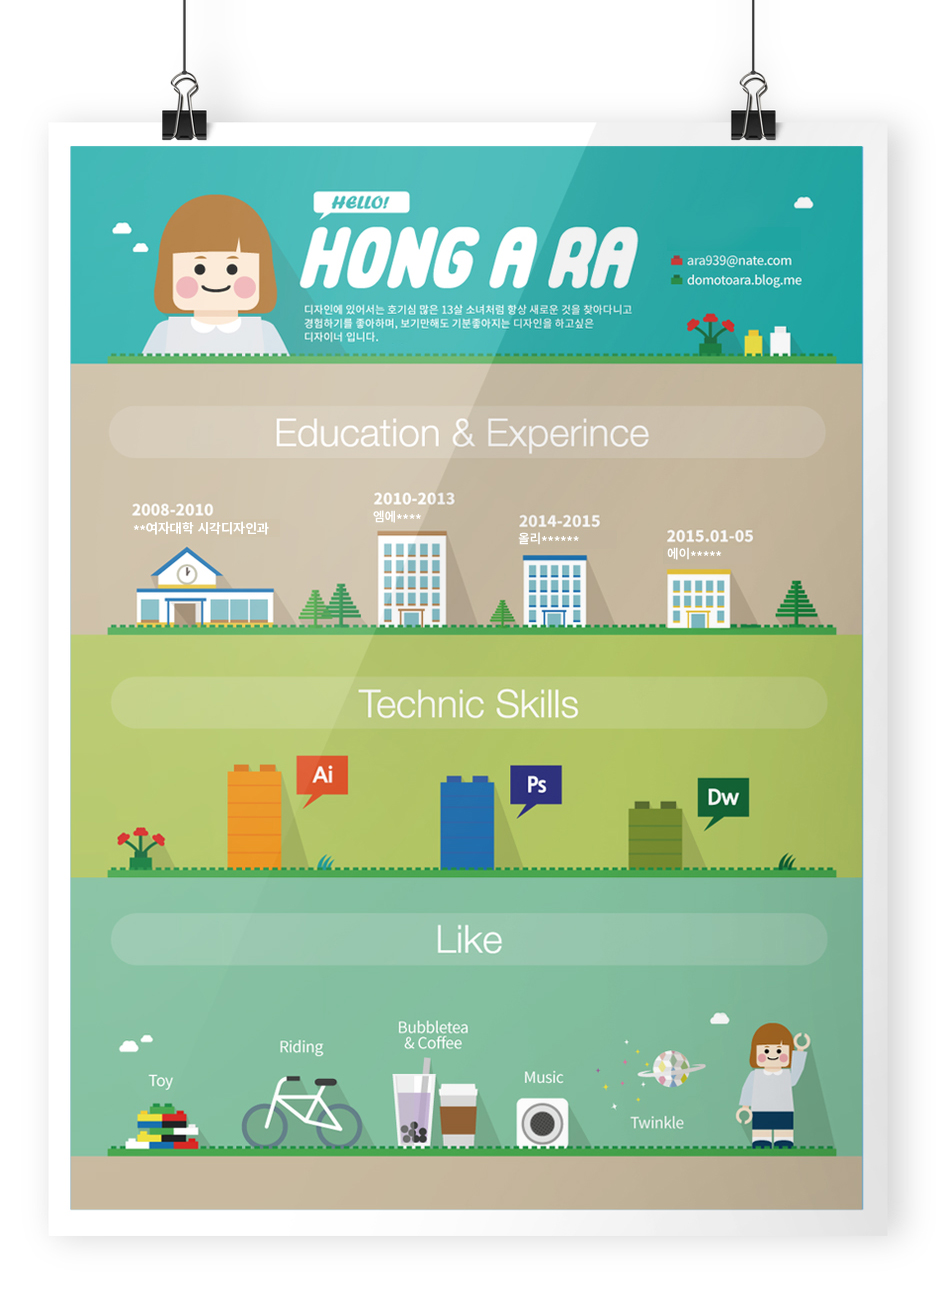 HELLO!
HONG A RA
ara939@nate.com
domotoara.blog.me
디자인에 있어서는 호기심 많은 13살 소녀처럼 항상 새로운 것을 찾아다니고
경험하기를 좋아하며, 보기만해도 기분좋아지는 디자인을 하고싶은
디자이너 입니다.
Education & Experince
2008-2010
**여자대학 시각디자인과
2010-2013
엠에****
2014-2015
올리******
2015.01-05
에이*****
Technic Skills
Ai
Ps
Dw
Like
Toy
Riding
Bubbletea
& Coffee
Music
Twinkle